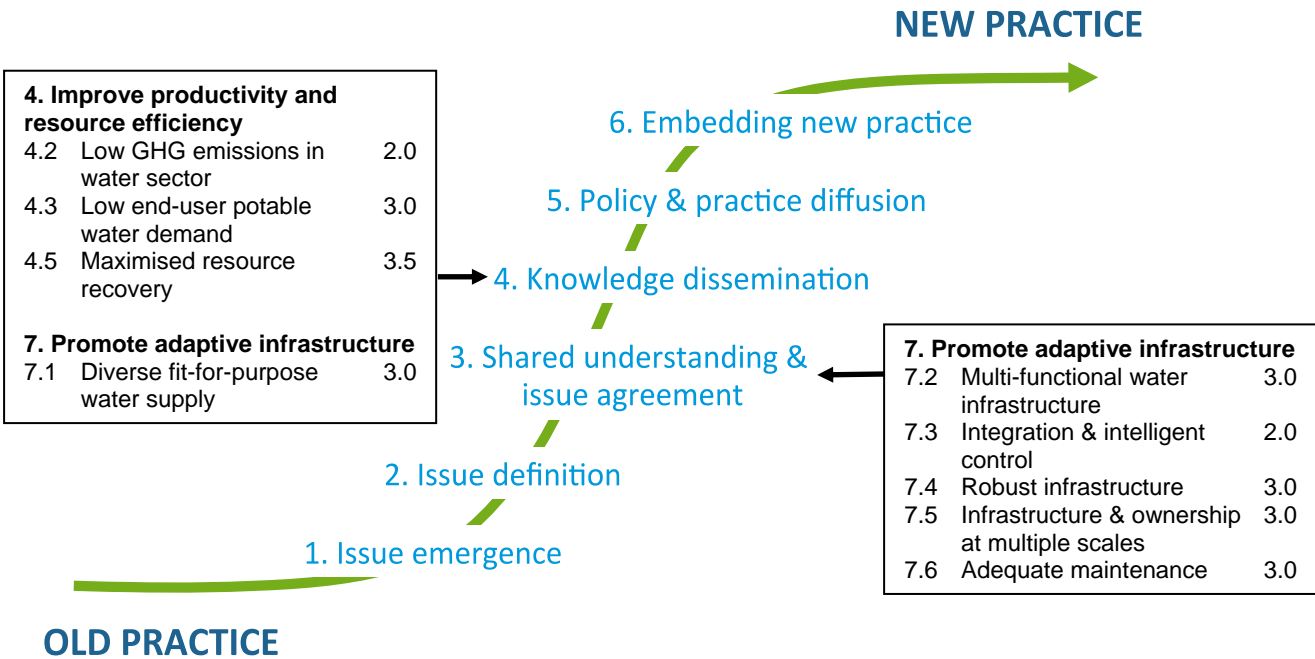 NEW PRACTICE
4. Improve productivity and
resource efficiency
4.2 Low GHG emissions in 2.0
water sector
4.3 Low end-user potable 3.0
water demand
4.5 Maximised resource 3.5
recovery
7. Promote adaptive infrastructure
7.1 Diverse fit-for-purpose 3.0
water supply
6. Embedding new practice
5. Policy & practice diffusion
4. Knowledge dissemination
3. Shared understanding &
issue agreement
2. Issue definition
1. Issue emergence
7. Promote adaptive infrastructure
7.2 Multi-functional water 3.0
infrastructure
7.3 Integration & intelligent 2.0
control
7.4 Robust infrastructure 3.0
7.5 Infrastructure & ownership 3.0
at multiple scales
7.6 Adequate maintenance 3.0
OLD PRACTICE